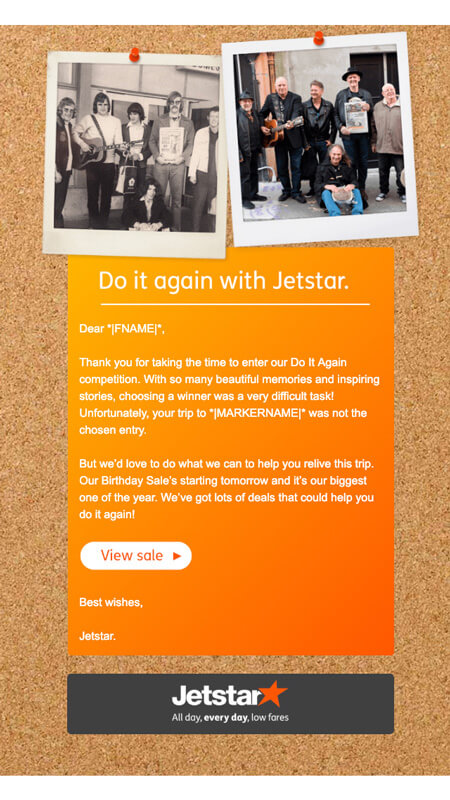 Do it again with Jetstar.
Dear *|FNAME|*,
Thank you for taking the time to enter our Do It Again
competition. With so many beautiful memories and inspiring
stories, choosing a winner was a very difficult task!
Unfortunately, your trip to *|MARKERNAME|* was not the
chosen entry.
But we'd love to do what we can to help you relive this trip.
Our Birthday Sale's starting tomorrow and it's our biggest
one of the year. We've got lots of deals that could help you
do it again!
View sale
Best wishes,
Jetstar.
Jetstar
All day, every day, low fares